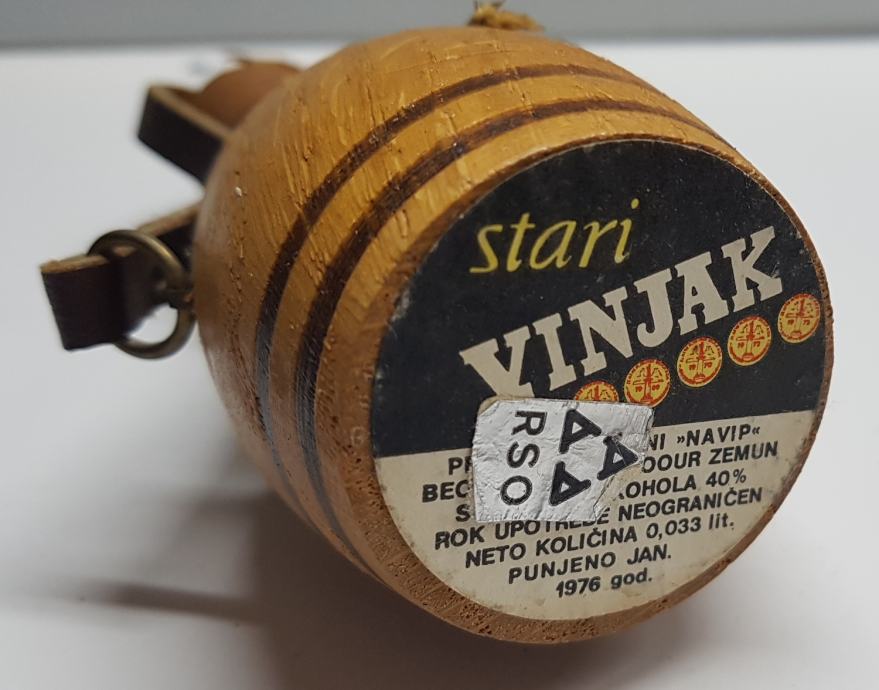 stari
VINJAK
NI »NAVIP«
OOUR ZEMUN
40%
ROK UPOTREBE NEOGRANIČEN
NETO KOLIČINA 0,033 lit.
PUNJENO JAN.
1976 god.
RSO